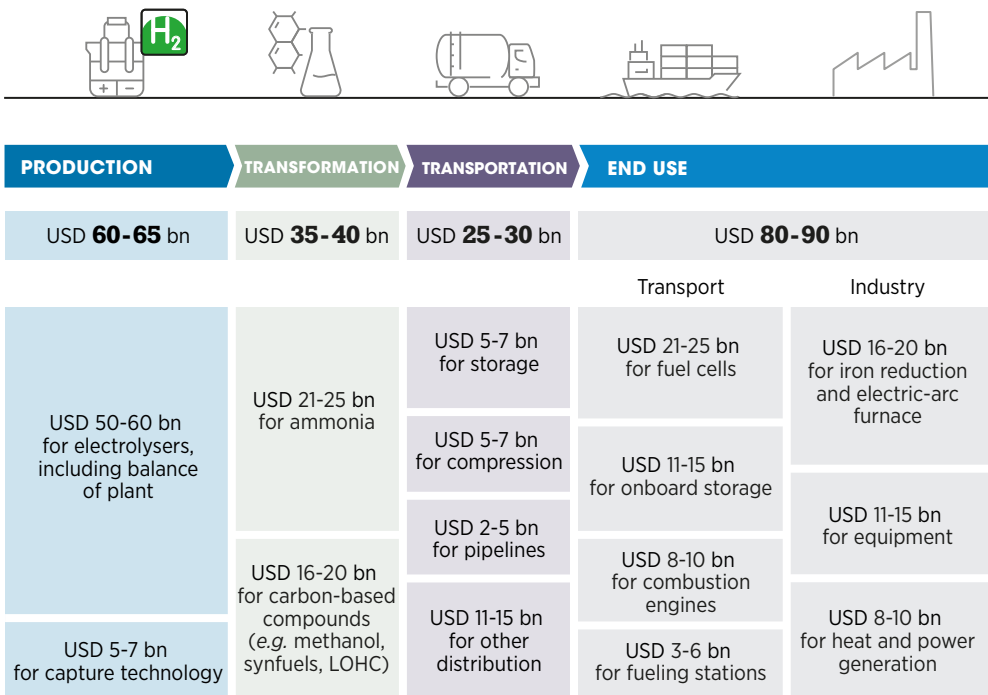 H2
+ −
PRODUCTION
TRANSFORMATION
TRANSPORTATION
END USE
USD 60-65 bn
USD 35-40 bn
USD 25-30 bn
USD 80-90 bn
Transport
Industry
USD 50-60 bn
for electrolysers,
including balance
of plant
USD 5-7 bn
for capture technology
USD 21-25 bn
for ammonia
USD 16-20 bn
for carbon-based
compounds
(e.g. methanol,
synfuels, LOHC)
USD 5-7 bn
for storage
USD 5-7 bn
for compression
USD 2-5 bn
for pipelines
USD 11-15 bn
for other
distribution
USD 21-25 bn
for fuel cells
USD 11-15 bn
for onboard storage
USD 8-10 bn
for combustion
engines
USD 3-6 bn
for fueling stations
USD 16-20 bn
for iron reduction
and electric-arc
furnace
USD 11-15 bn
for equipment
USD 8-10 bn
for heat and power
generation